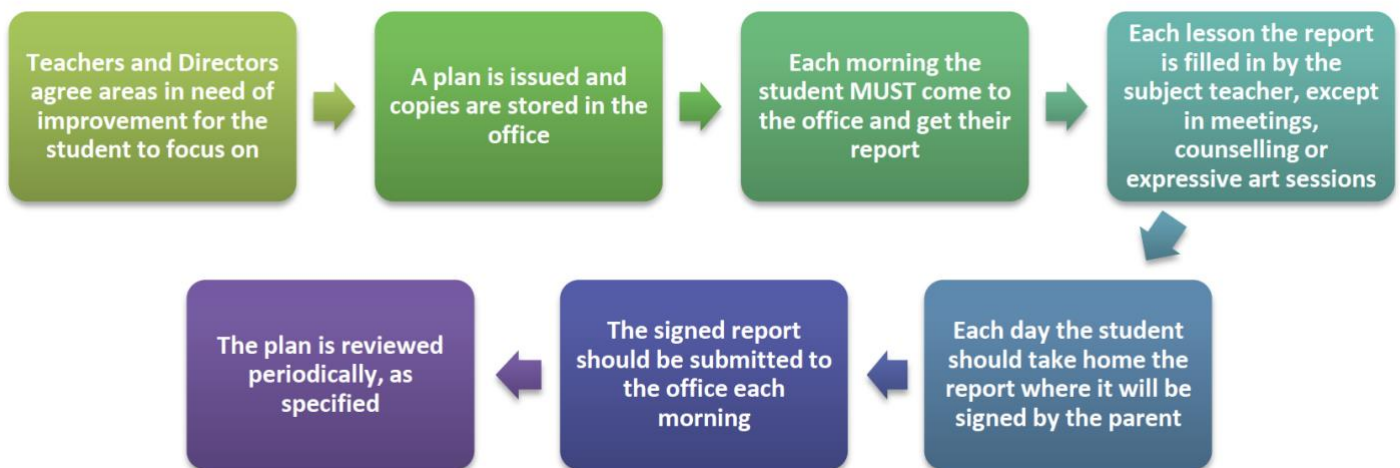 Teachers and Directors
agree areas in need of
improvement for the
student to focus on
A plan is issued and
copies are stored in the
office
Each morning the
student MUST come to
the office and get their
report
Each lesson the report
is filled in by the
subject teacher, except
in meetings,
counselling or
expressive art sessions
Each day the student
should take home the
report where it will be
signed by the parent
The signed report
should be submitted to
the office each
morning
The plan is reviewed
periodically, as
specified